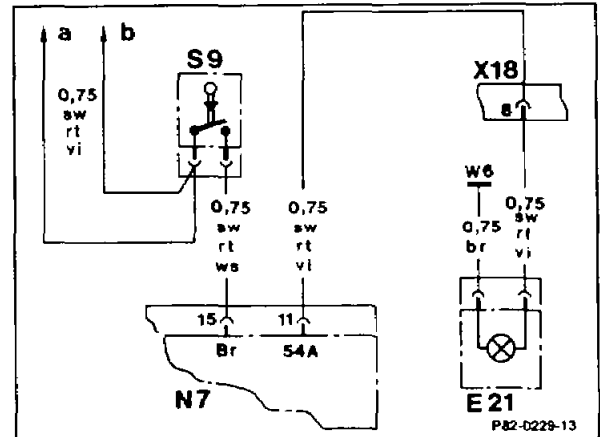 a b
S9
X18
0,75
sw
rt
vi
8
W6
0,75
sw
rt
ws
0,75
sw
rt
vi
0,75
br
0,75
sw
rt
vi
15
11
Br
54A
N7
E21
P82-0229-13